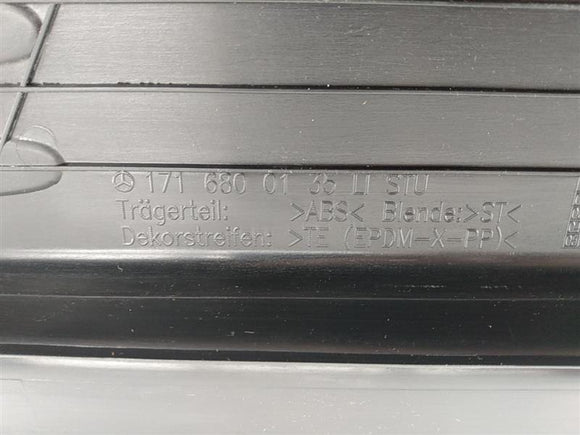 171 680 01 35 LI STU
Trägerteil: >ABS< Blende:>ST<
Dekorstreifen: >TE (EPDM-X-PP)<